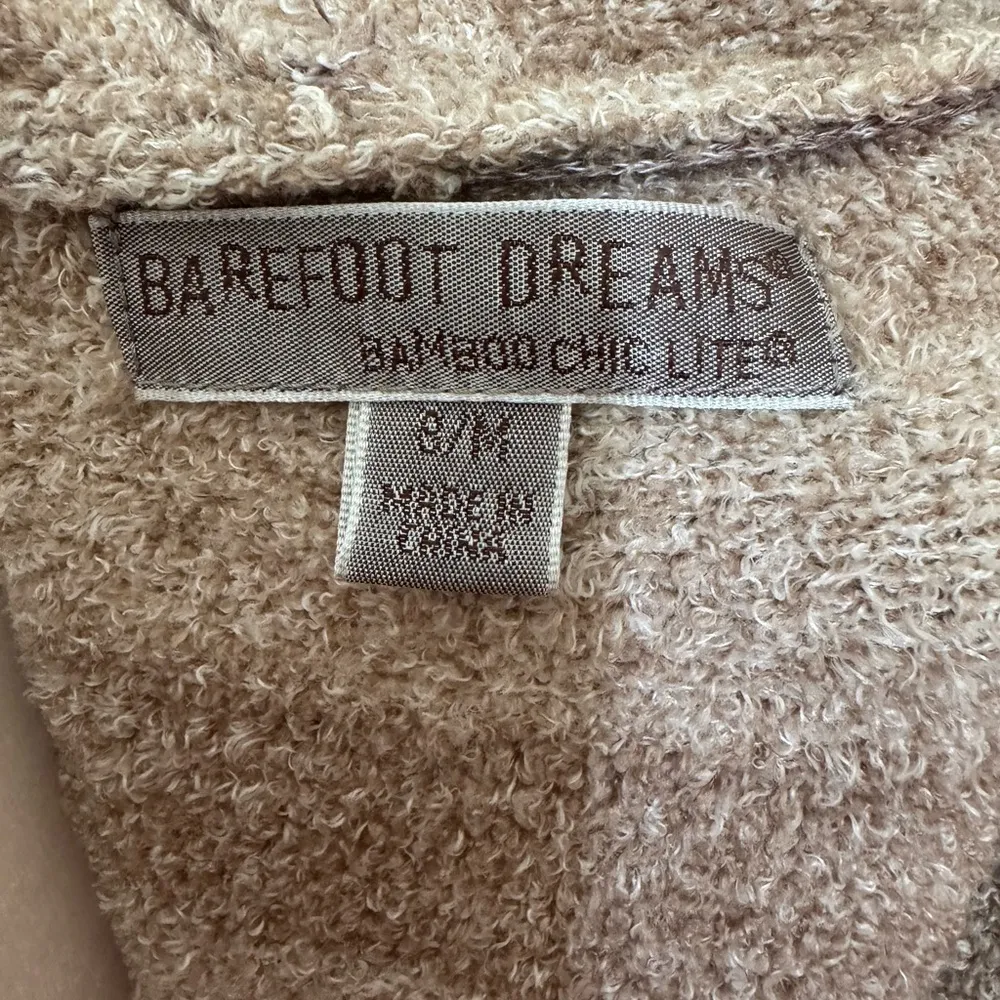 BAREFOOT DREAMS®
BAMBOO CHIC LITE®
S/M
MADE IN
CHINA